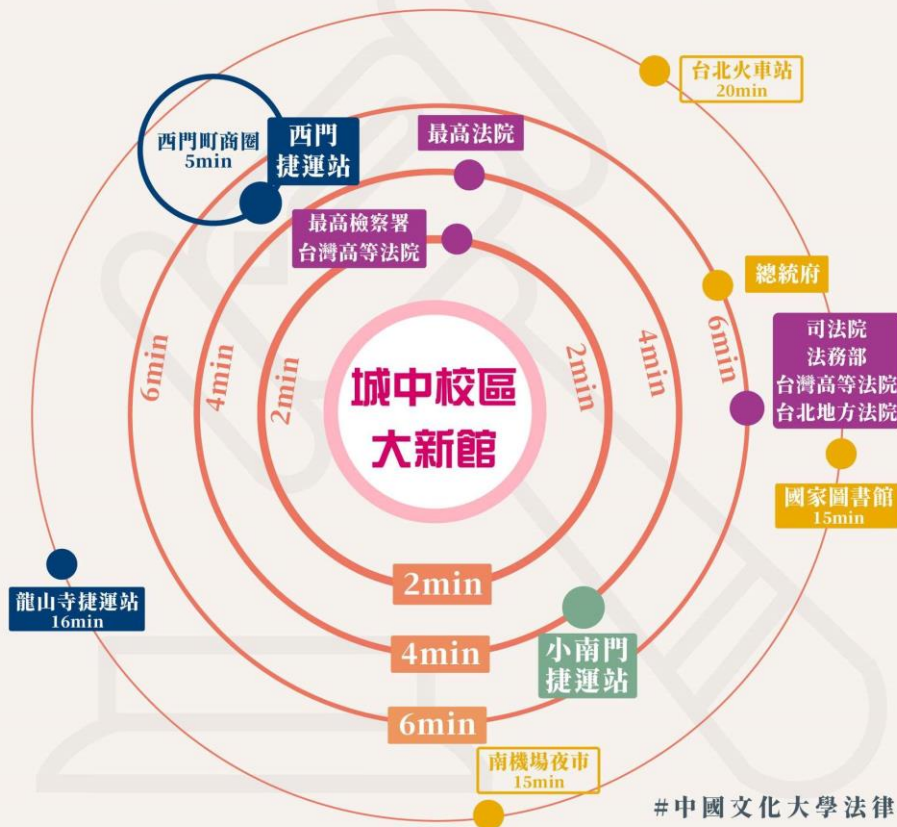 台北火車站
20min
西門町商圈
5min
西門
捷運站
最高法院
最高檢察署
台灣高等法院
總統府
6min
4min
2min
2min
4min
6min
司法院
法務部
台灣高等法院
台北地方法院
城中校區
大新館
國家圖書館
15min
龍山寺捷運站
16min
2min
4min
6min
小南門
捷運站
南機場夜市
15min
#中國文化大學法律